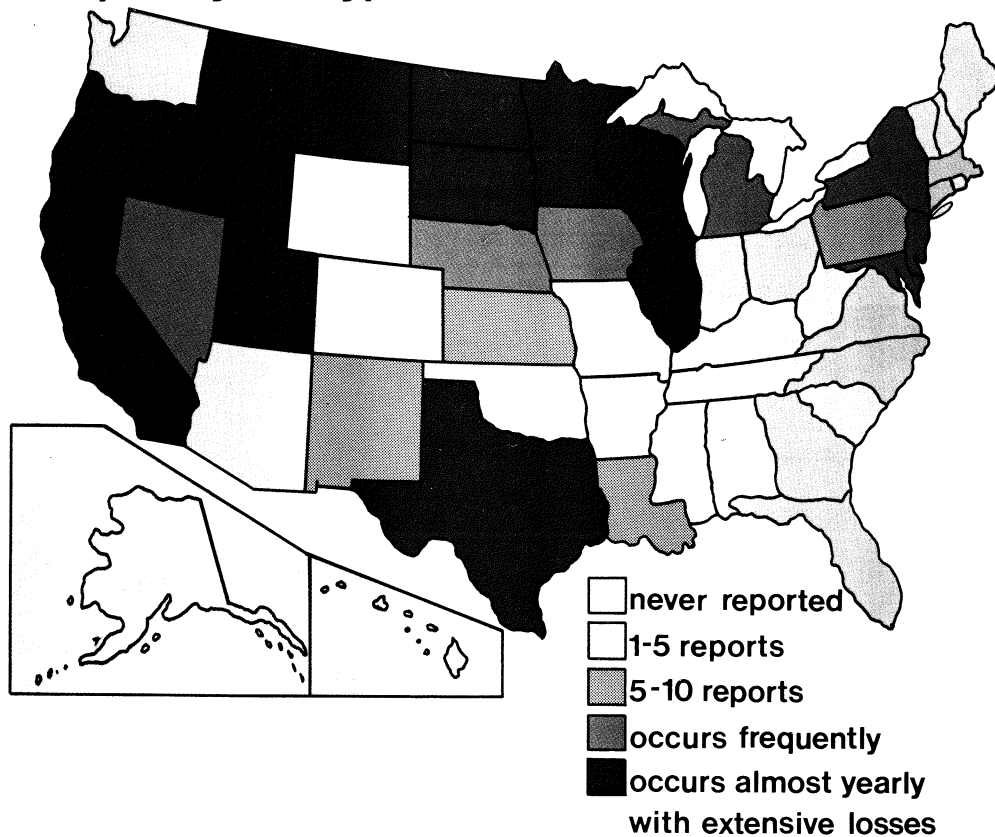 never reported
1-5 reports
5-10 reports
occurs frequently
occurs almost yearly
with extensive losses